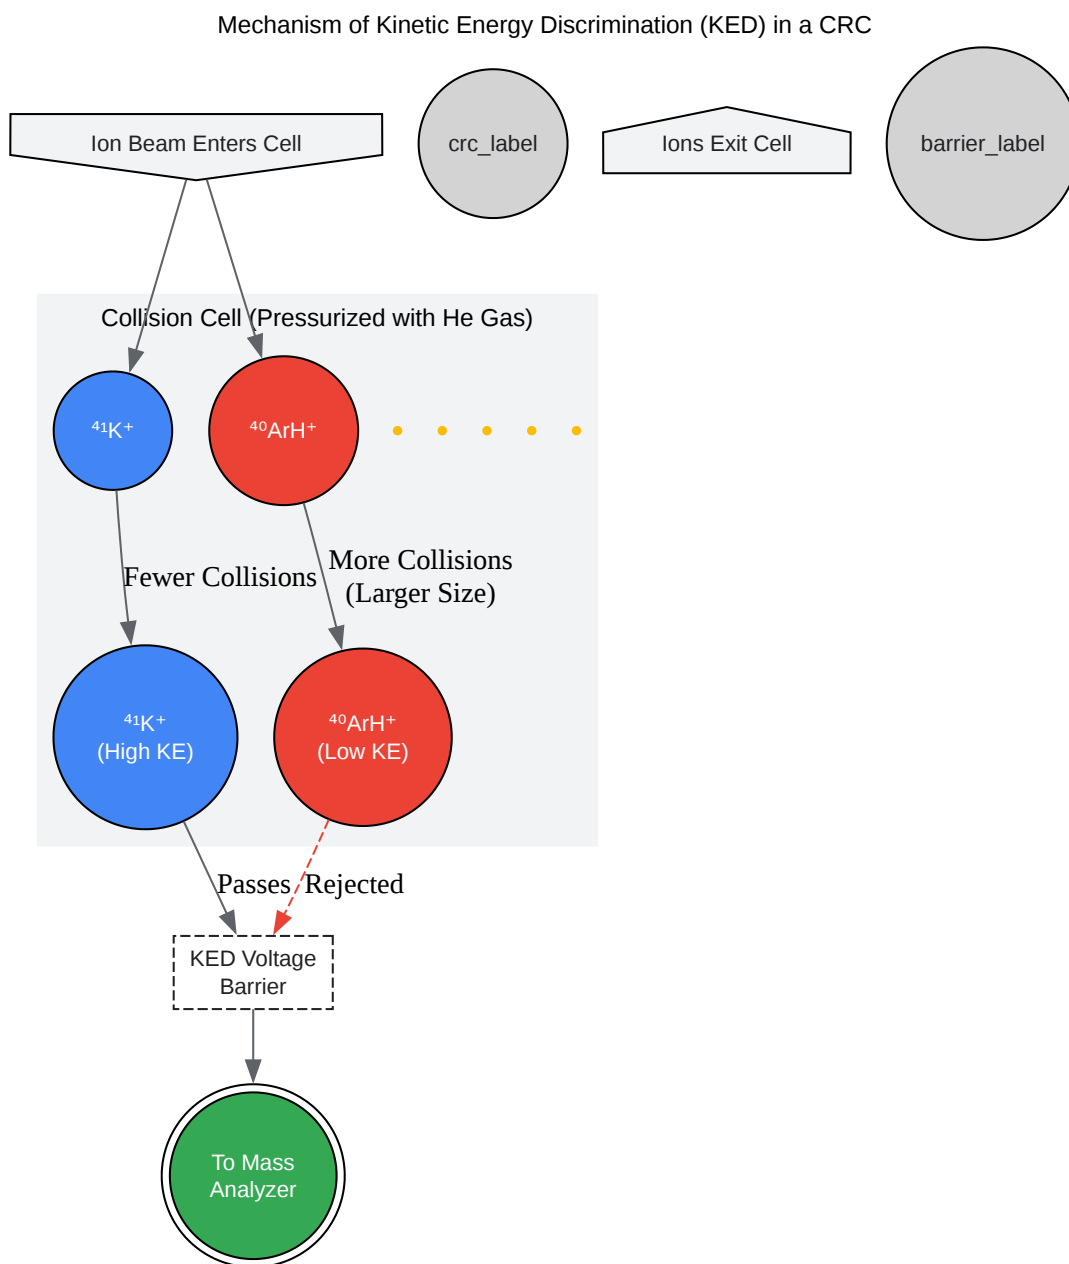 Mechanism of Kinetic Energy Discrimination (KED) in a CRC
Ion Beam Enters Cell
crc_label
Ions Exit Cell
barrier_label
Collision Cell (Pressurized with He Gas)
⁴¹K⁺
⁴⁰ArH⁺
Fewer Collisions
More Collisions
(Larger Size)
⁴¹K⁺
(High KE)
⁴⁰ArH⁺
(Low KE)
Passes
Rejected
KED Voltage
Barrier
To Mass
Analyzer